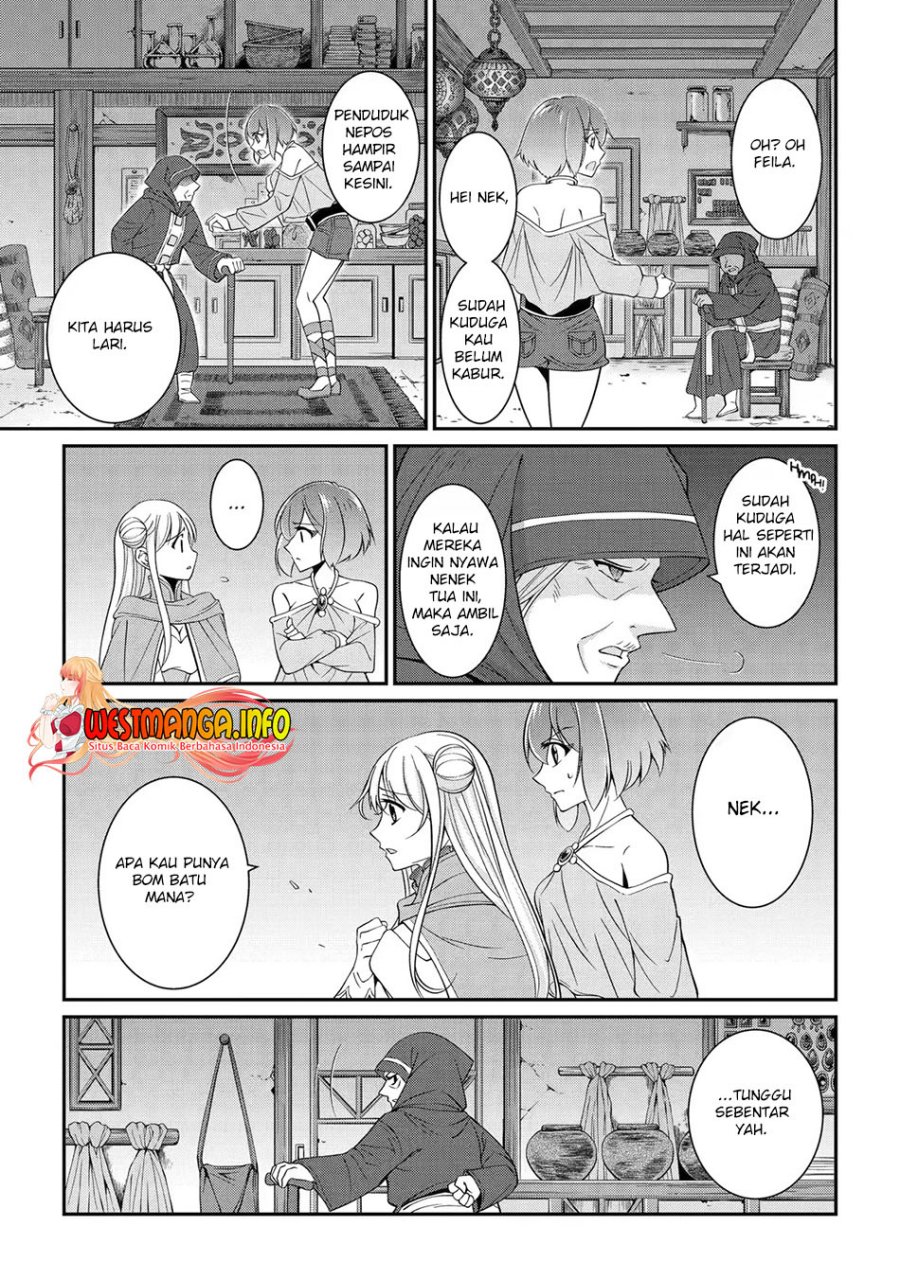 OH? OH
FEILA.
HEI NEK,
SUDAH
KUDUGA
KAU
BELUM
KABUR.
PENDUDUK
NEPOS
HAMPIR
SAMPAI
KESINI.
KITA HARUS
LARI.
HMPH!
SUDAH
KUDUGA
HAL SEPERTI
INI AKAN
TERJADI.
KALAU
MEREKA
INGIN NYAWA
NENEK
TUA INI,
MAKA AMBIL
SAJA.
...
WESTMANGA.INFO
Situs Baca Komik Berbahasa Indonesia
NEK...
APA KAU PUNYA
BOM BATU
MANA?
...TUNGGU
SEBENTAR
YAH.